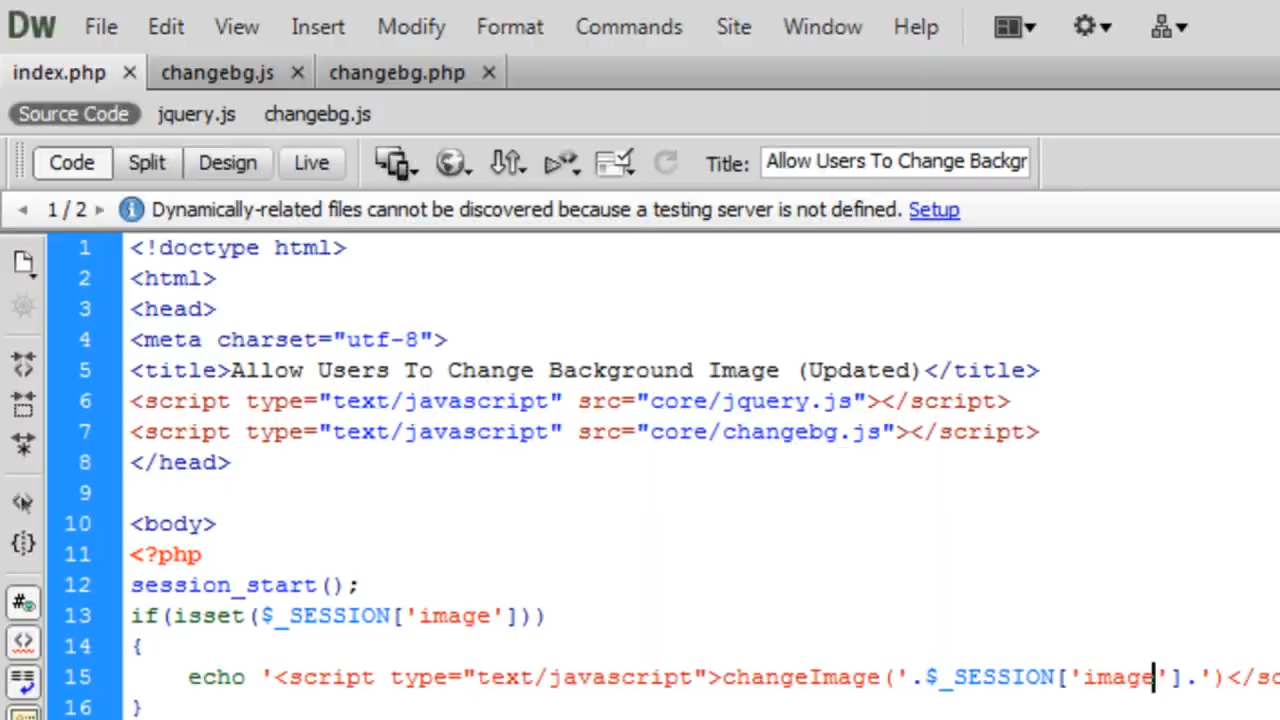 Dw File Edit View Insert Modify Format Commands Site Window Help
index.php changebg.js changebg.php
Source Code jquery.js changebg.js
Code Split Design Live Title: Allow Users To Change Backgr
1 / 2 Dynamically-related files cannot be discovered because a testing server is not defined. Setup
1 <!doctype html>
2 <html>
3 <head>
4 <meta charset="utf-8">
5 <title>Allow Users To Change Background Image (Updated)</title>
6 <script type="text/javascript" src="core/jquery.js"></script>
7 <script type="text/javascript" src="core/changebg.js"></script>
8 </head>
9
10 <body>
11 <?php
12 session_start();
13 if(isset($_SESSION['image']))
14 {
15 echo '<script type="text/javascript">changeImage('.$_SESSION['image'].')</sc
16 }